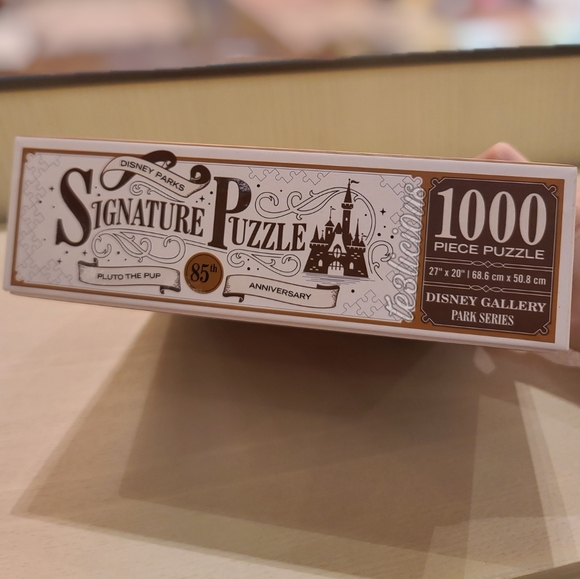 DISNEY PARKS
SIGNATURE PUZZLE
PLUTO THE PUP
85th
ANNIVERSARY
1000
PIECE PUZZLE
27" x 20" | 68.6 cm x 50.8 cm
DISNEY GALLERY
PARK SERIES